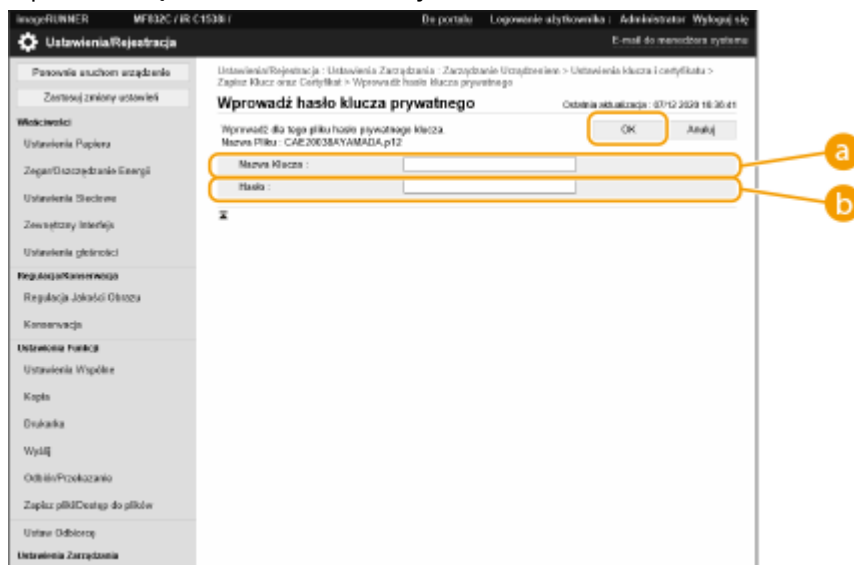 imageRUNNER MF832C / iR C1538i / Do portalu Logowanie użytkownika : Administrator Wyloguj się
Ustawienia/Rejestracja E-mail do menedżera systemu
Ponownie uruchom urządzenie
Zastosuj zmiany ustawień
Właściwości
Ustawienia Papieru
Zegar/Oszczędzanie Energii
Ustawienia Sieciowe
Zewnętrzny Interfejs
Ustawienia głośności
Regulacja/Konserwacja
Regulacja Jakości Obrazu
Konserwacja
Ustawienia Funkcji
Ustawienia Wspólne
Kopia
Drukarka
Wyślij
Odbiór/Przekazanie
Zapisz pliki/Dostęp do plików
Ustaw Odbiorcę
Ustawienia Zarządzania
Ustawienia/Rejestracja : Ustawienia Zarządzania : Zarządzanie Urządzeniem > Ustawienia klucza i certyfikatu >
Zapisz Klucz oraz Certyfikat > Wprowadź hasło klucza prywatnego
Wprowadź hasło klucza prywatnego
Ostatnia aktualizacja : 07/12 2020 18:36:41
Wprowadź dla tego pliku hasło prywatnego klucza.
Nazwa Pliku : CAE20038AYAMADA.p12
OK Anuluj
Nazwa Klucza :
a
Hasło :
b